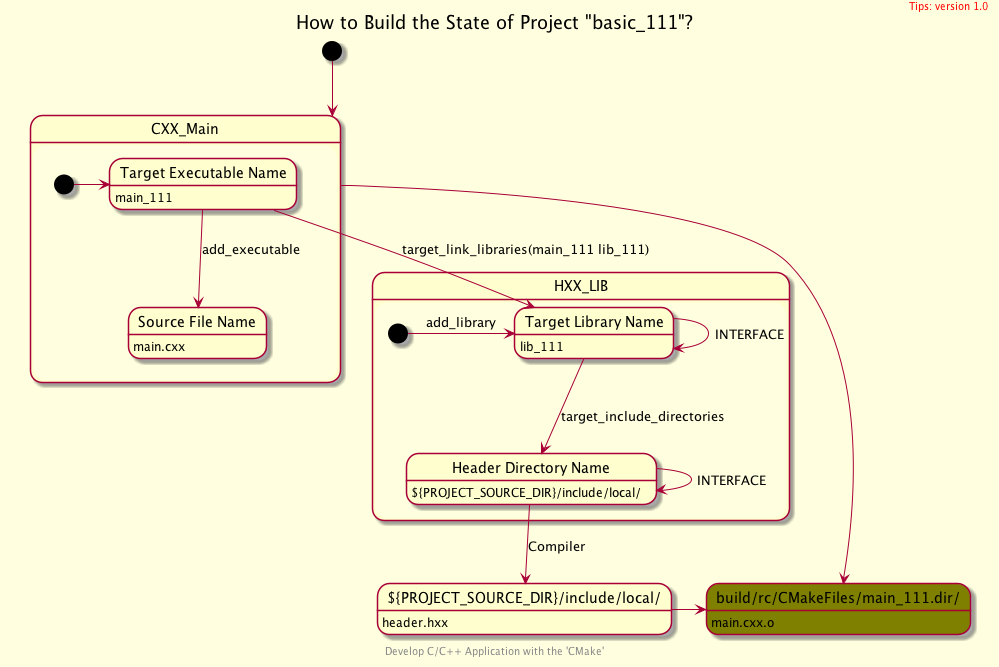 Tips: version 1.0
How to Build the State of Project "basic_111"?
CXX_Main
Target Executable Name
main_111
add_executable
target_link_libraries(main_111 lib_111)
Source File Name
main.cxx
HXX_LIB
add_library
Target Library Name
lib_111
INTERFACE
target_include_directories
Header Directory Name
${PROJECT_SOURCE_DIR}/include/local/
INTERFACE
Compiler
${PROJECT_SOURCE_DIR}/include/local/
header.hxx
build/rc/CMakeFiles/main_111.dir/
main.cxx.o
Develop C/C++ Application with the 'CMake'